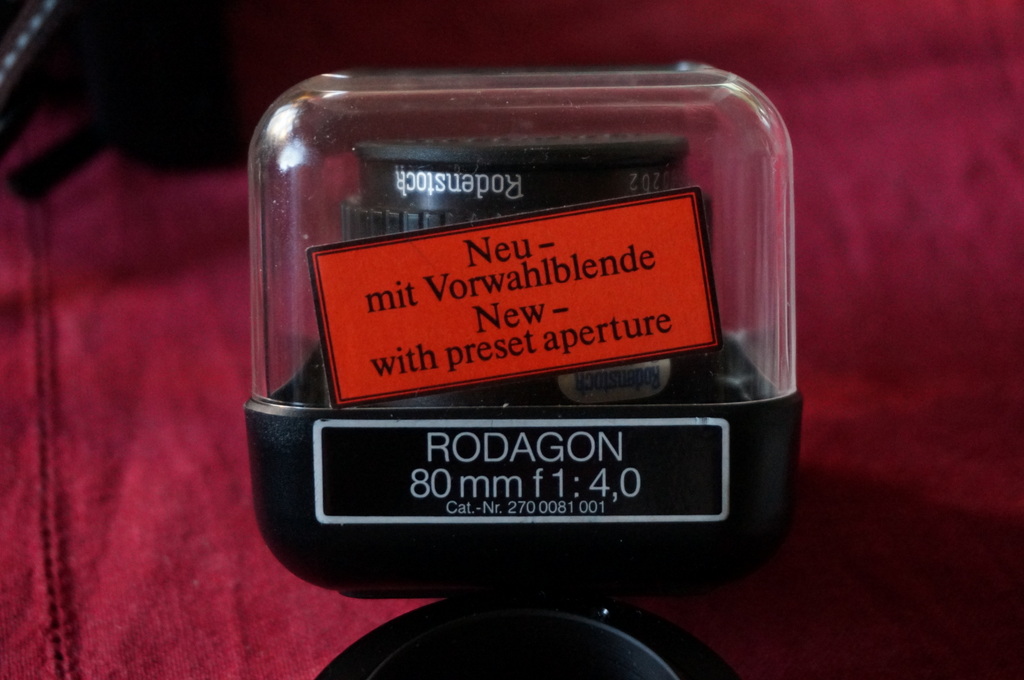 Rodenstock
Neu –
mit Vorwahlblende
New –
with preset aperture
Rodenstock
RODAGON
80 mm f 1 : 4,0
Cat.-Nr. 270 0081 001